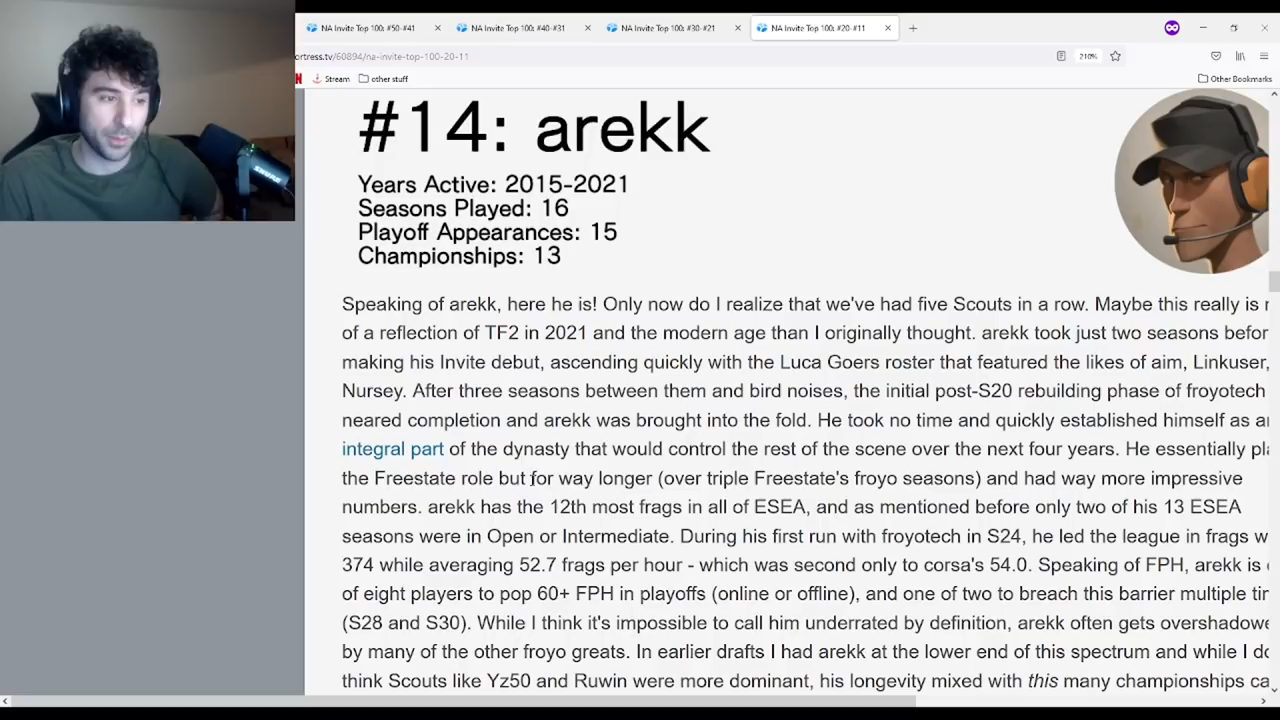 NA Invite Top 100: #50-#41
NA Invite Top 100: #40-#31
NA Invite Top 100: #30-#21
NA Invite Top 100: #20-#11
ortress.tv/60894/na-invite-top-100-20-11
210%
Stream
other stuff
Other Bookmarks
#14: arekk
Years Active: 2015-2021
Seasons Played: 16
Playoff Appearances: 15
Championships: 13
Speaking of arekk, here he is! Only now do I realize that we've had five Scouts in a row. Maybe this really is
of a reflection of TF2 in 2021 and the modern age than I originally thought. arekk took just two seasons befor
making his Invite debut, ascending quickly with the Luca Goers roster that featured the likes of aim, Linkuser,
Nursey. After three seasons between them and bird noises, the initial post-S20 rebuilding phase of froyotech
neared completion and arekk was brought into the fold. He took no time and quickly established himself as a
integral part of the dynasty that would control the rest of the scene over the next four years. He essentially pl
the Freestate role but for way longer (over triple Freestate's froyo seasons) and had way more impressive
numbers. arekk has the 12th most frags in all of ESEA, and as mentioned before only two of his 13 ESEA
seasons were in Open or Intermediate. During his first run with froyotech in S24, he led the league in frags w
374 while averaging 52.7 frags per hour - which was second only to corsa's 54.0. Speaking of FPH, arekk is
of eight players to pop 60+ FPH in playoffs (online or offline), and one of two to breach this barrier multiple ti
(S28 and S30). While I think it's impossible to call him underrated by definition, arekk often gets overshadowe
by many of the other froyo greats. In earlier drafts I had arekk at the lower end of this spectrum and while I do
think Scouts like Yz50 and Ruwin were more dominant, his longevity mixed with this many championships ca
SHURE